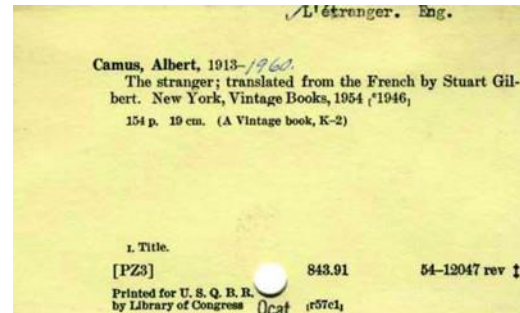 ✓L'étranger. Eng.
Camus, Albert, 1913–1960.
The stranger; translated from the French by Stuart Gil-
bert. New York, Vintage Books, 1954 [ᶜ1946]
154 p. 19 cm. (A Vintage book, K–2)
I. Title.
[PZ3] 843.91 54–12047 rev ‡
Printed for U. S. Q. B. R.
by Library of Congress Ocat [r57c1]